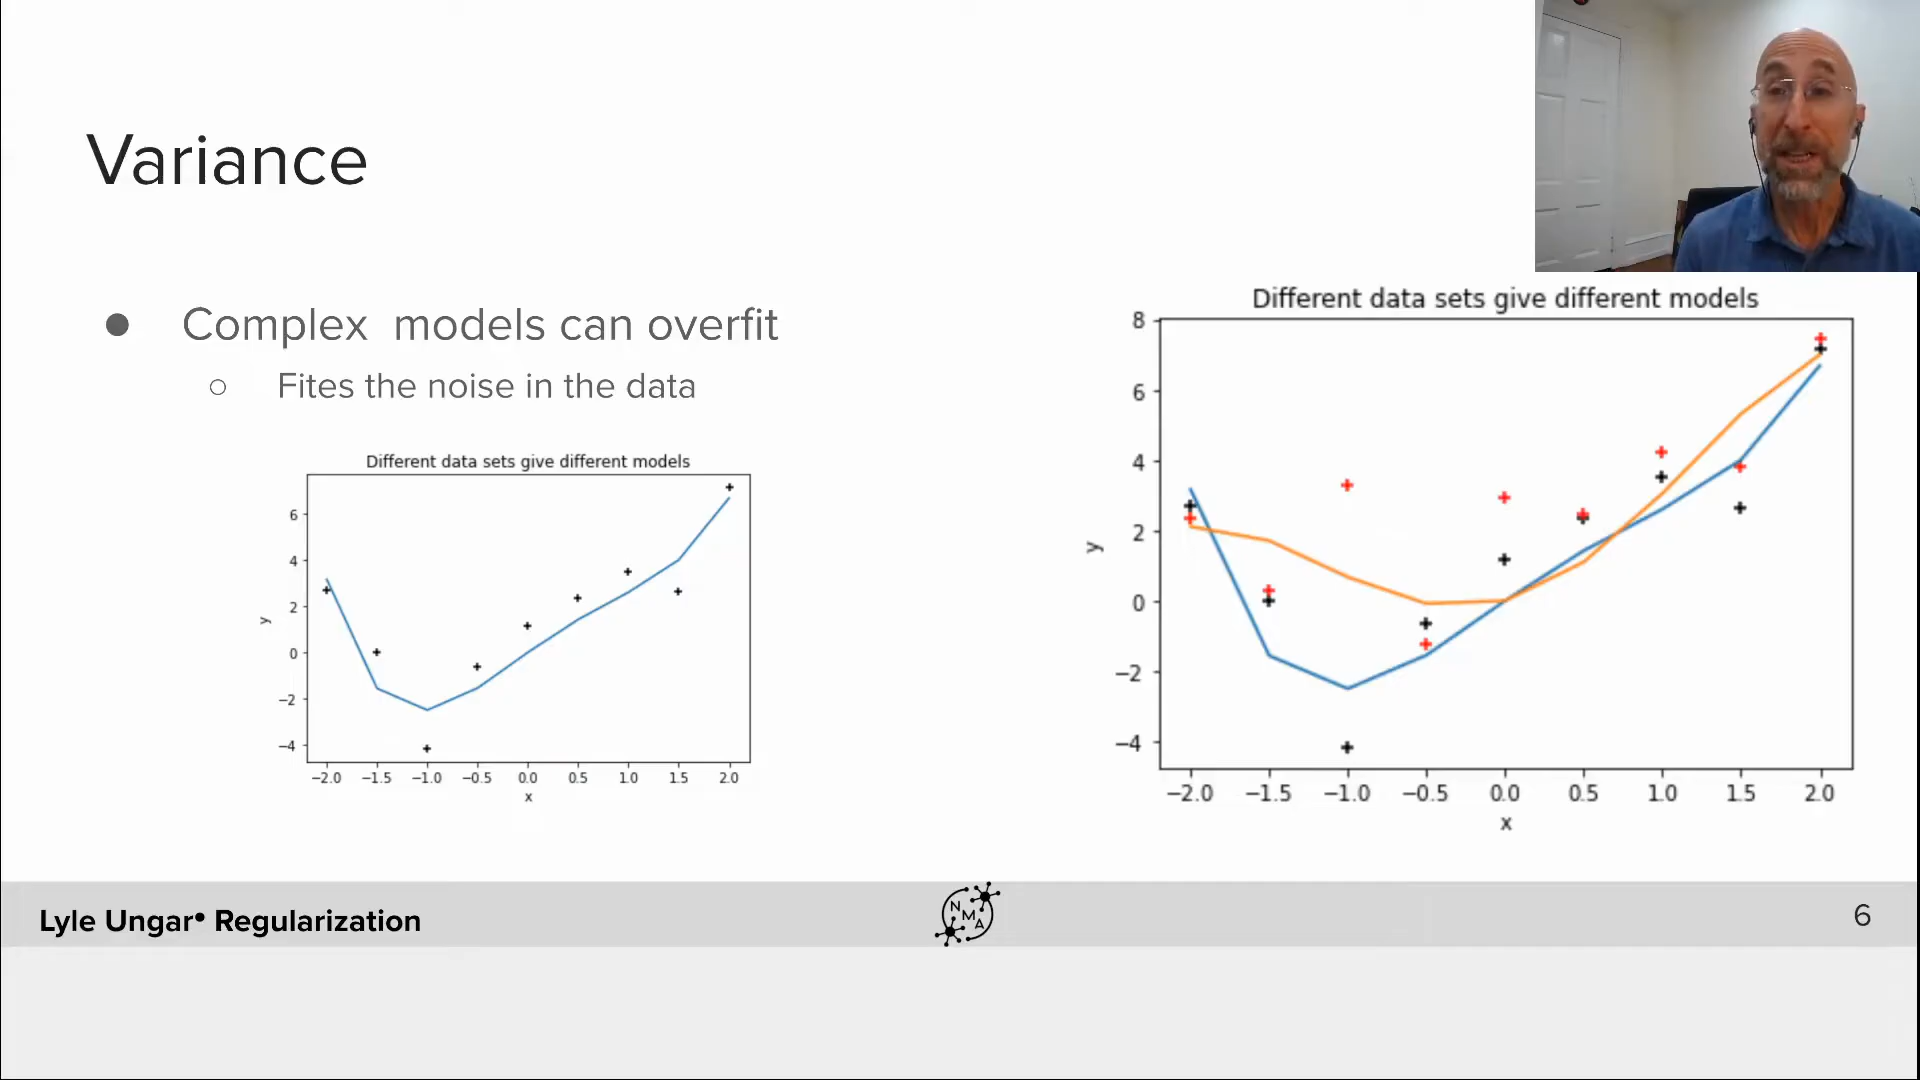 Variance
Complex models can overfit
Fites the noise in the data
Different data sets give different models
6
4
2
0
−2
−4
y
−2.0 −1.5 −1.0 −0.5 0.0 0.5 1.0 1.5 2.0
x
Different data sets give different models
8
6
4
2
0
−2
−4
y
−2.0 −1.5 −1.0 −0.5 0.0 0.5 1.0 1.5 2.0
x
Lyle Ungar• Regularization
N
M
A
6